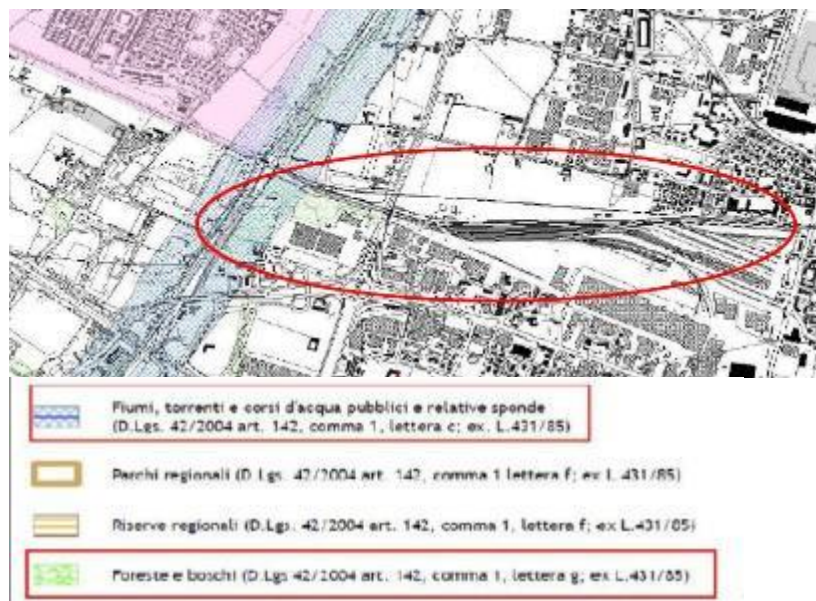 Fiumi, torrenti e corsi d'acqua pubblici e relative sponde
(D.Lgs. 42/2004 art. 142, comma 1, lettera c; ex. L.431/85)
Parchi regionali (D.Lgs. 42/2004 art. 142, comma 1 lettera f; ex L.431/85)
Riserve regionali (D.Lgs. 42/2004 art. 142, comma 1, lettera f; ex L.431/85)
Foreste e boschi (D.Lgs 42/2004 art. 142, comma 1, lettera g; ex L.431/85)